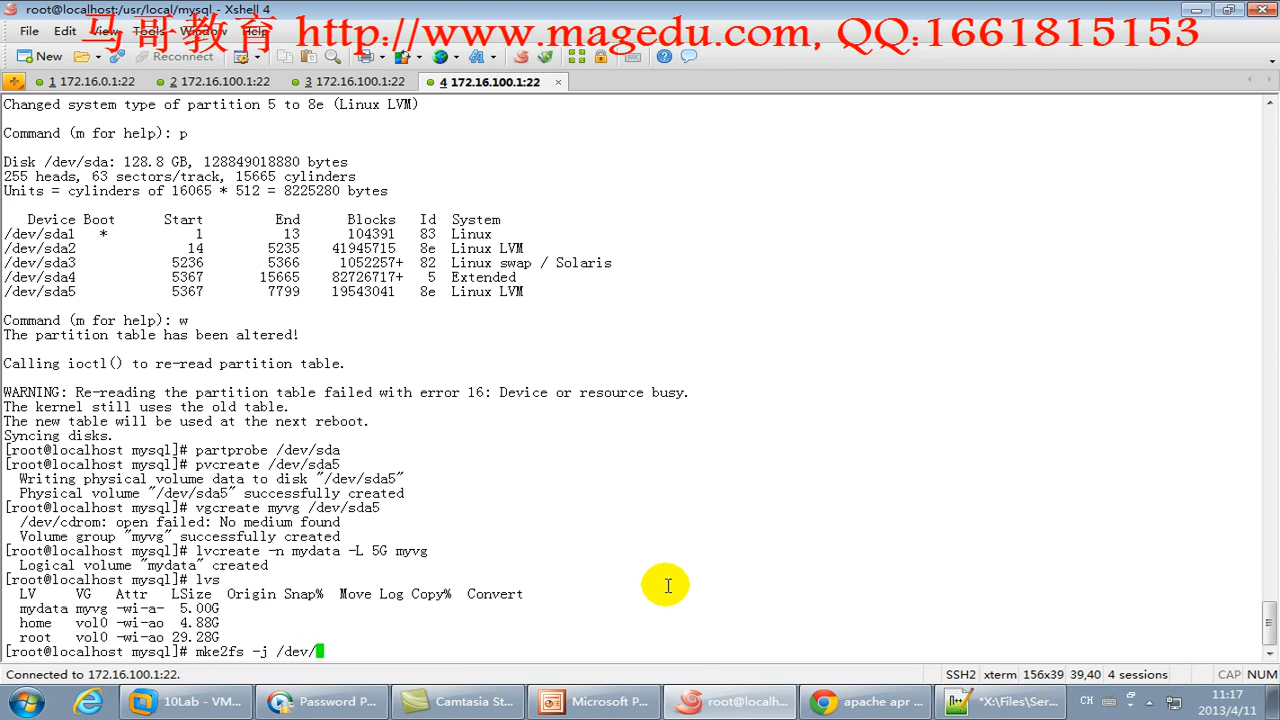 root@localhost:/usr/local/mysql - Xshell 4
File Edit View Tools Window Help
马哥教育 http://www.magedu.com, QQ:1661815153
New Reconnect
1 172.16.0.1:22 2 172.16.100.1:22 3 172.16.100.1:22 4 172.16.100.1:22 ×
Changed system type of partition 5 to 8e (Linux LVM)
Command (m for help): p
Disk /dev/sda: 128.8 GB, 128849018880 bytes
255 heads, 63 sectors/track, 15665 cylinders
Units = cylinders of 16065 * 512 = 8225280 bytes
Device Boot Start End Blocks Id System
/dev/sda1 * 1 13 104391 83 Linux
/dev/sda2 14 5235 41945715 8e Linux LVM
/dev/sda3 5236 5366 1052257+ 82 Linux swap / Solaris
/dev/sda4 5367 15665 82726717+ 5 Extended
/dev/sda5 5367 7799 19543041 8e Linux LVM
Command (m for help): w
The partition table has been altered!
Calling ioctl() to re-read partition table.
WARNING: Re-reading the partition table failed with error 16: Device or resource busy.
The kernel still uses the old table.
The new table will be used at the next reboot.
Syncing disks.
[root@localhost mysql]# partprobe /dev/sda
[root@localhost mysql]# pvcreate /dev/sda5
Writing physical volume data to disk "/dev/sda5"
Physical volume "/dev/sda5" successfully created
[root@localhost mysql]# vgcreate myvg /dev/sda5
/dev/cdrom: open failed: No medium found
Volume group "myvg" successfully created
[root@localhost mysql]# lvcreate -n mydata -L 5G myvg
Logical volume "mydata" created
[root@localhost mysql]# lvs
LV VG Attr LSize Origin Snap% Move Log Copy% Convert
mydata myvg -wi-a- 5.00G
home vol0 -wi-ao 4.88G
root vol0 -wi-ao 29.28G
[root@localhost mysql]# mke2fs -j /dev/
Connected to 172.16.100.1:22. SSH2 xterm 156x39 39,40 4 sessions CAP NUM
10Lab - VM... Password P... Camtasia St... Microsoft P... root@localh... apache apr ... *X:\Files\Ser... CH 11:17
2013/4/11